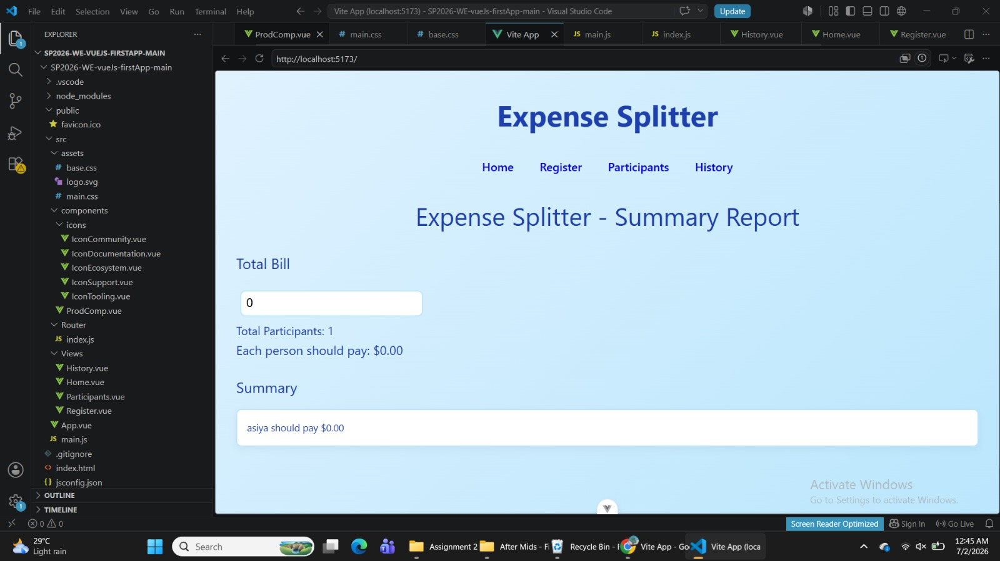 File Edit Selection View Go Run Terminal Help
Vite App (localhost:5173) - SP2026-WE-vueJs-firstApp-main - Visual Studio Code
Update
EXPLORER
ProdComp.vue
# main.css
# base.css
Vite App
JS main.js
JS index.js
History.vue
Home.vue
Register.vue
1
http://localhost:5173/
SP2026-WE-VUEJS-FIRSTAPP-MAIN
SP2026-WE-vueJs-firstApp-main
.vscode
node_modules
public
favicon.ico
src
assets
# base.css
logo.svg
# main.css
components
icons
IconCommunity.vue
IconDocumentation.vue
IconEcosystem.vue
IconSupport.vue
IconTooling.vue
ProdComp.vue
Router
JS index.js
Views
History.vue
Home.vue
Participants.vue
Register.vue
App.vue
JS main.js
.gitignore
<> index.html
{} jsconfig.json
OUTLINE
TIMELINE
1
Expense Splitter
Home Register Participants History
Expense Splitter - Summary Report
Total Bill
0
Total Participants: 1
Each person should pay: $0.00
Summary
asiya should pay $0.00
Activate Windows
Go to Settings to activate Windows.
0 0
Screen Reader Optimized
Sign In
Go Live
29°C
Light rain
Search
Assignment 2
After Mids - Fi
Recycle Bin - F
Vite App - Go
Vite App (loca
12:45 AM
7/2/2026